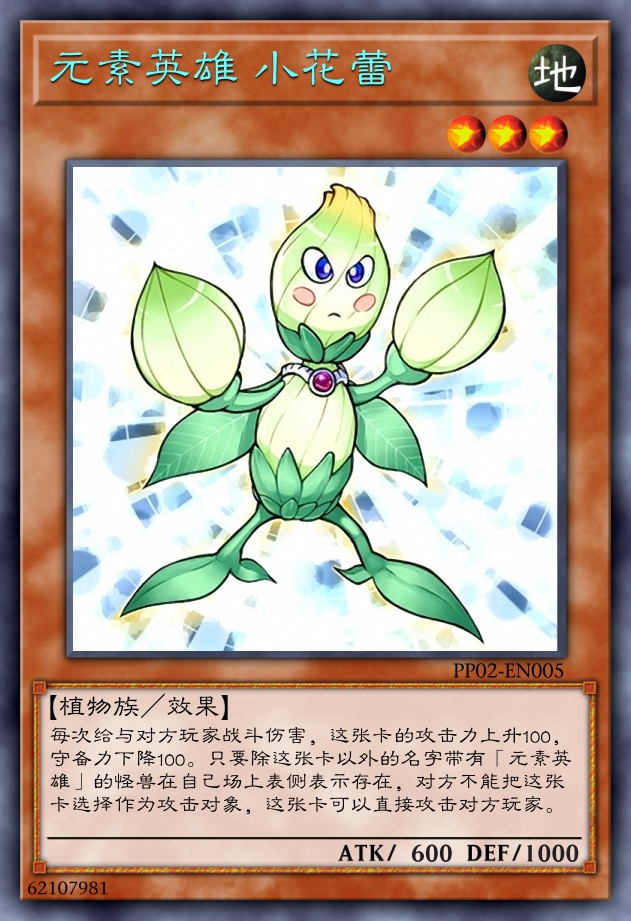 元素英雄 小花蕾
地
PP02-EN005
【植物族／效果】
每次给与对方玩家战斗伤害，这张卡的攻击力上升100，
守备力下降100。只要除这张卡以外的名字带有「元素英
雄」的怪兽在自己场上表侧表示存在，对方不能把这张
卡选择作为攻击对象，这张卡可以直接攻击对方玩家。
ATK/ 600 DEF/1000
62107981